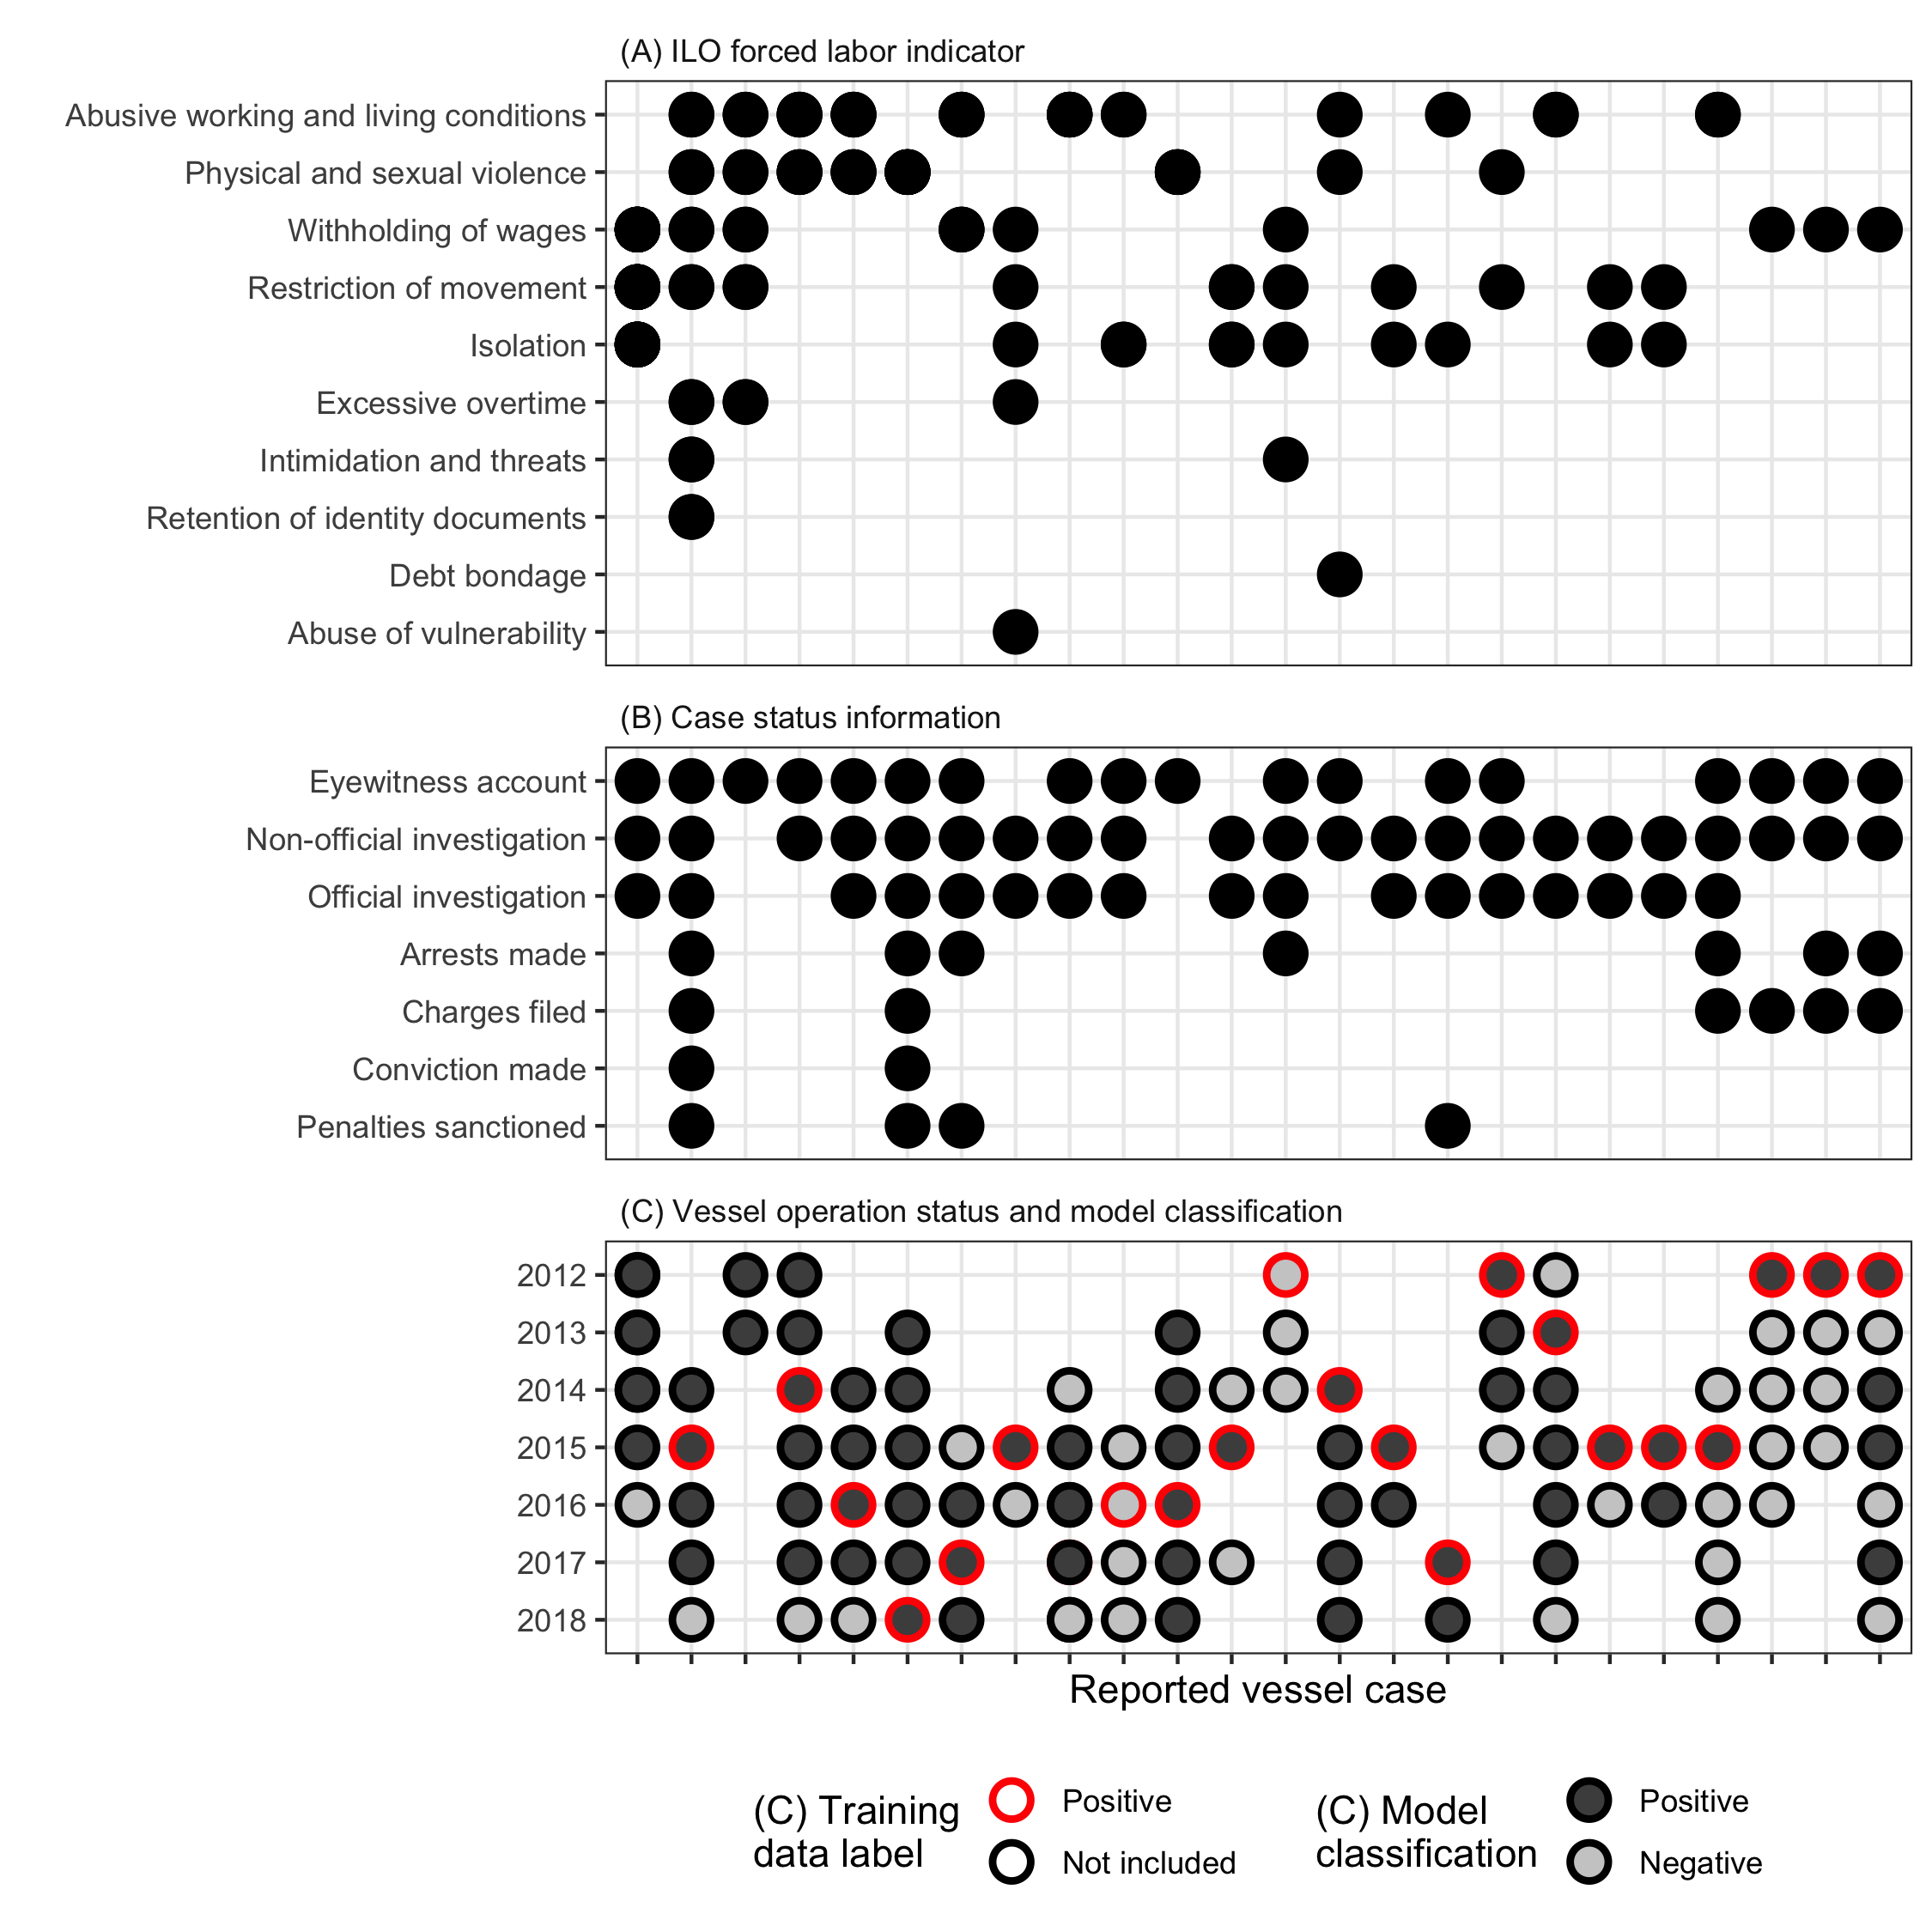 (A) ILO forced labor indicator
Abusive working and living conditions
Physical and sexual violence
Withholding of wages
Restriction of movement
Isolation
Excessive overtime
Intimidation and threats
Retention of identity documents
Debt bondage
Abuse of vulnerability
(B) Case status information
Eyewitness account
Non-official investigation
Official investigation
Arrests made
Charges filed
Conviction made
Penalties sanctioned
(C) Vessel operation status and model classification
2012
2013
2014
2015
2016
2017
2018
Reported vessel case
(C) Training
data label
Positive
Not included
(C) Model
classification
Positive
Negative